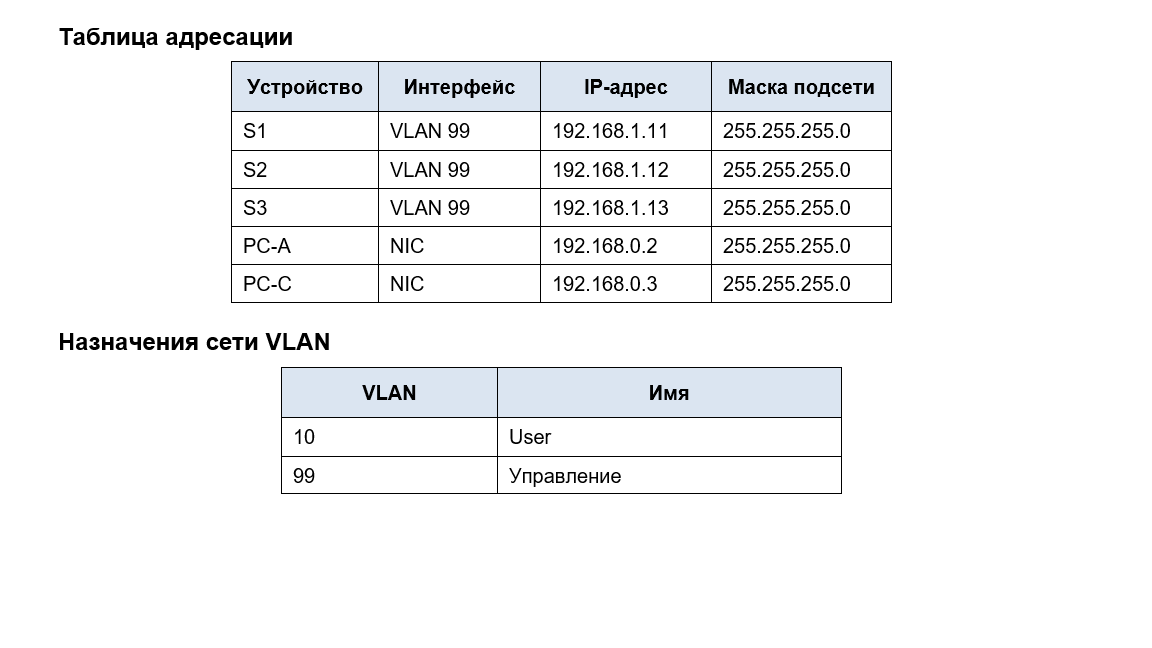 Таблица адресации
Устройство Интерфейс IP-адрес Маска подсети
S1 VLAN 99 192.168.1.11 255.255.255.0
S2 VLAN 99 192.168.1.12 255.255.255.0
S3 VLAN 99 192.168.1.13 255.255.255.0
PC-A NIC 192.168.0.2 255.255.255.0
PC-C NIC 192.168.0.3 255.255.255.0
Назначения сети VLAN
VLAN Имя
10 User
99 Управление